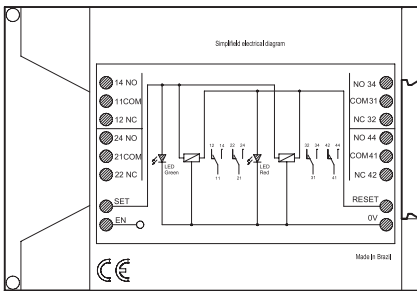 Simplifield electrical diagram
14 NO
11COM
12 NC
24 NO
21COM
22 NC
SET
EN
NO 34
COM31
NC 32
NO 44
COM41
NC 42
RESET
0V
LED
Green
12 14
11
22 24
21
LED
Red
32 34
31
42 44
41
Made In Brazil
CE